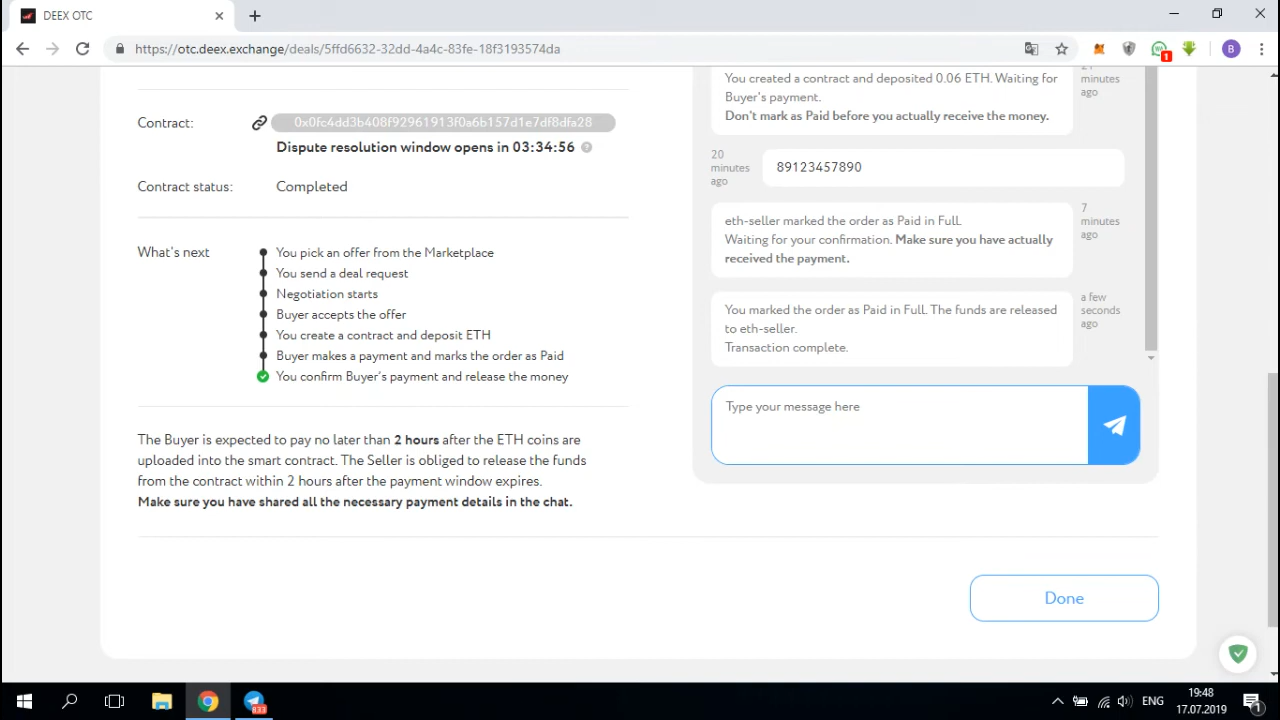 DEEX OTC
https://otc.deex.exchange/deals/5ffd6632-32dd-4a4c-83fe-18f3193574da
1
B
Contract:
0x0fc4dd3b408f92961913f0a6b157d1e7df8dfa28
Dispute resolution window opens in 03:34:56 ?
Contract status:
Completed
What's next
You pick an offer from the Marketplace
You send a deal request
Negotiation starts
Buyer accepts the offer
You create a contract and deposit ETH
Buyer makes a payment and marks the order as Paid
You confirm Buyer's payment and release the money
The Buyer is expected to pay no later than 2 hours after the ETH coins are
uploaded into the smart contract. The Seller is obliged to release the funds
from the contract within 2 hours after the payment window expires.
Make sure you have shared all the necessary payment details in the chat.
You created a contract and deposited 0.06 ETH. Waiting for
Buyer's payment.
Don't mark as Paid before you actually receive the money.
minutes
ago
20
minutes
ago
89123457890
eth-seller marked the order as Paid in Full.
Waiting for your confirmation. Make sure you have actually
received the payment.
7
minutes
ago
You marked the order as Paid in Full. The funds are released
to eth-seller.
Transaction complete.
a few
seconds
ago
Type your message here
Done
833
ENG
19:48
17.07.2019
1